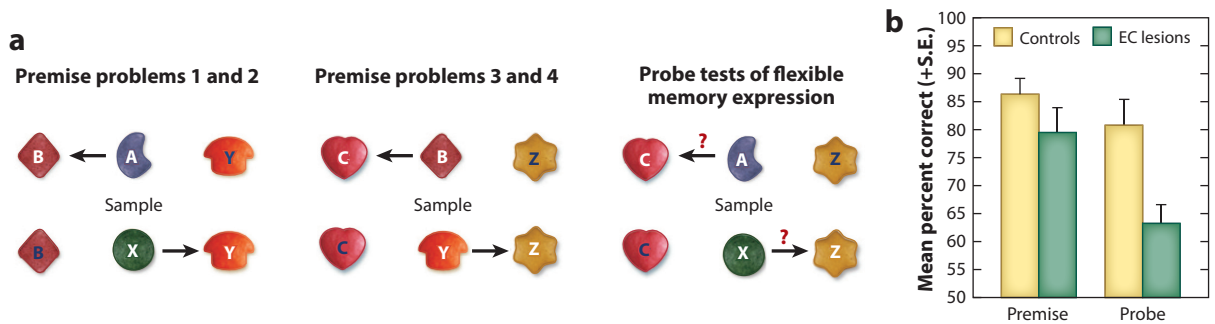 a
Premise problems 1 and 2
B
A
Y
Sample
B
X
Y
Premise problems 3 and 4
C
B
Z
Sample
C
Y
Z
Probe tests of flexible
memory expression
C
?
A
Z
Sample
C
X
?
Z
b
Mean percent correct (+S.E.)
100
95
90
85
80
75
70
65
60
55
50
Controls
EC lesions
Premise
Probe